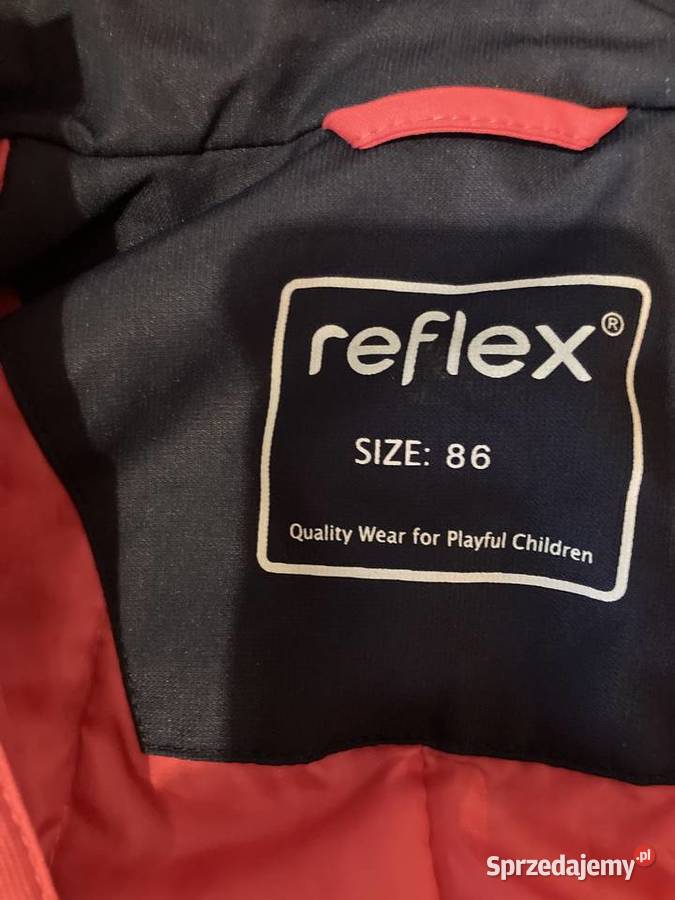 reflex®
SIZE: 86
Quality Wear for Playful Children
Sprzedajemy.pl